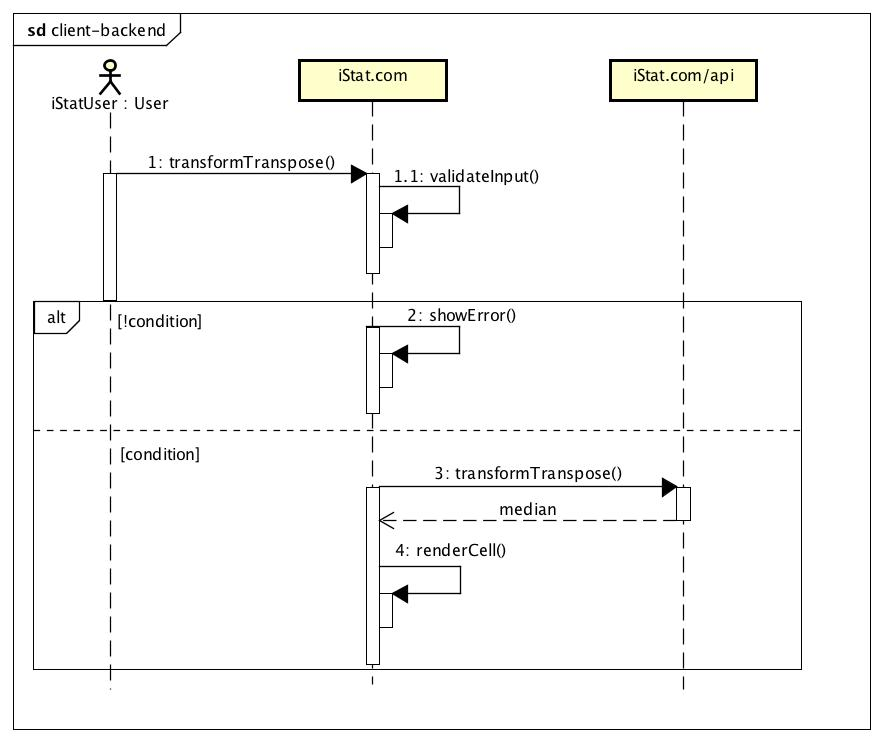 sd client-backend
iStatUser : User
iStat.com
iStat.com/api
1: transformTranspose()
1.1: validateInput()
alt
[!condition]
2: showError()
[condition]
3: transformTranspose()
median
4: renderCell()